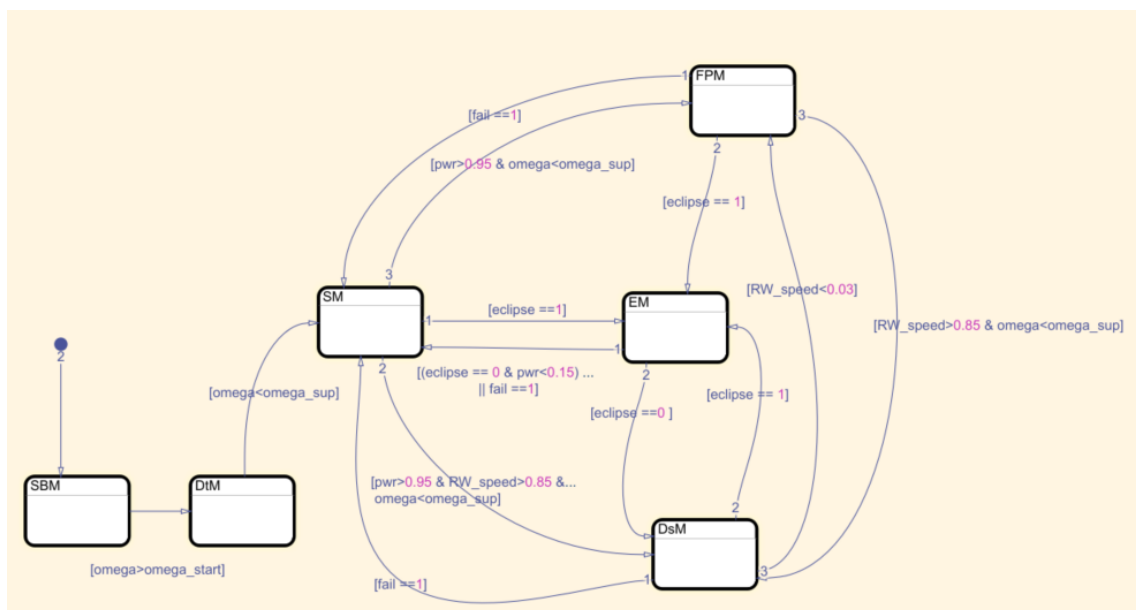 1
FPM
[fail ==1]
3
[pwr>0.95 & omega<omega_sup]
2
[eclipse == 1]
3
SM
EM
[RW_speed<0.03]
[eclipse ==1]
1
[RW_speed>0.85 & omega<omega_sup]
1
2
2
2
[(eclipse == 0 & pwr<0.15) ...
|| fail ==1]
[omega<omega_sup]
[eclipse == 1]
[eclipse ==0 ]
SBM
DtM
[pwr>0.95 & RW_speed>0.85 &...
omega<omega_sup]
2
DsM
[omega>omega_start]
[fail ==1]
1
3